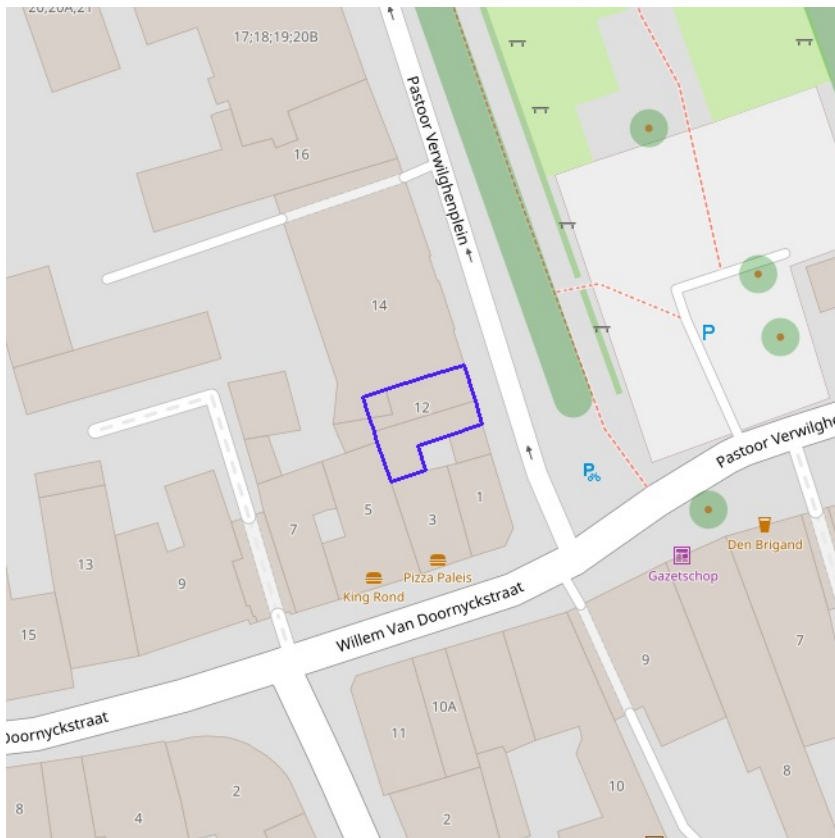 20;20A;21
17;18;19;20B
Pastoor Verwilghenplein
16
14
12
P
Pastoor Verwilghe
P
1
5
3
7
Den Brigand
Pizza Paleis
Gazetschop
13
9
King Rond
15
Willem Van Doornyckstraat
7
9
10A
Doornyckstraat
11
2
10
8
8
4
2